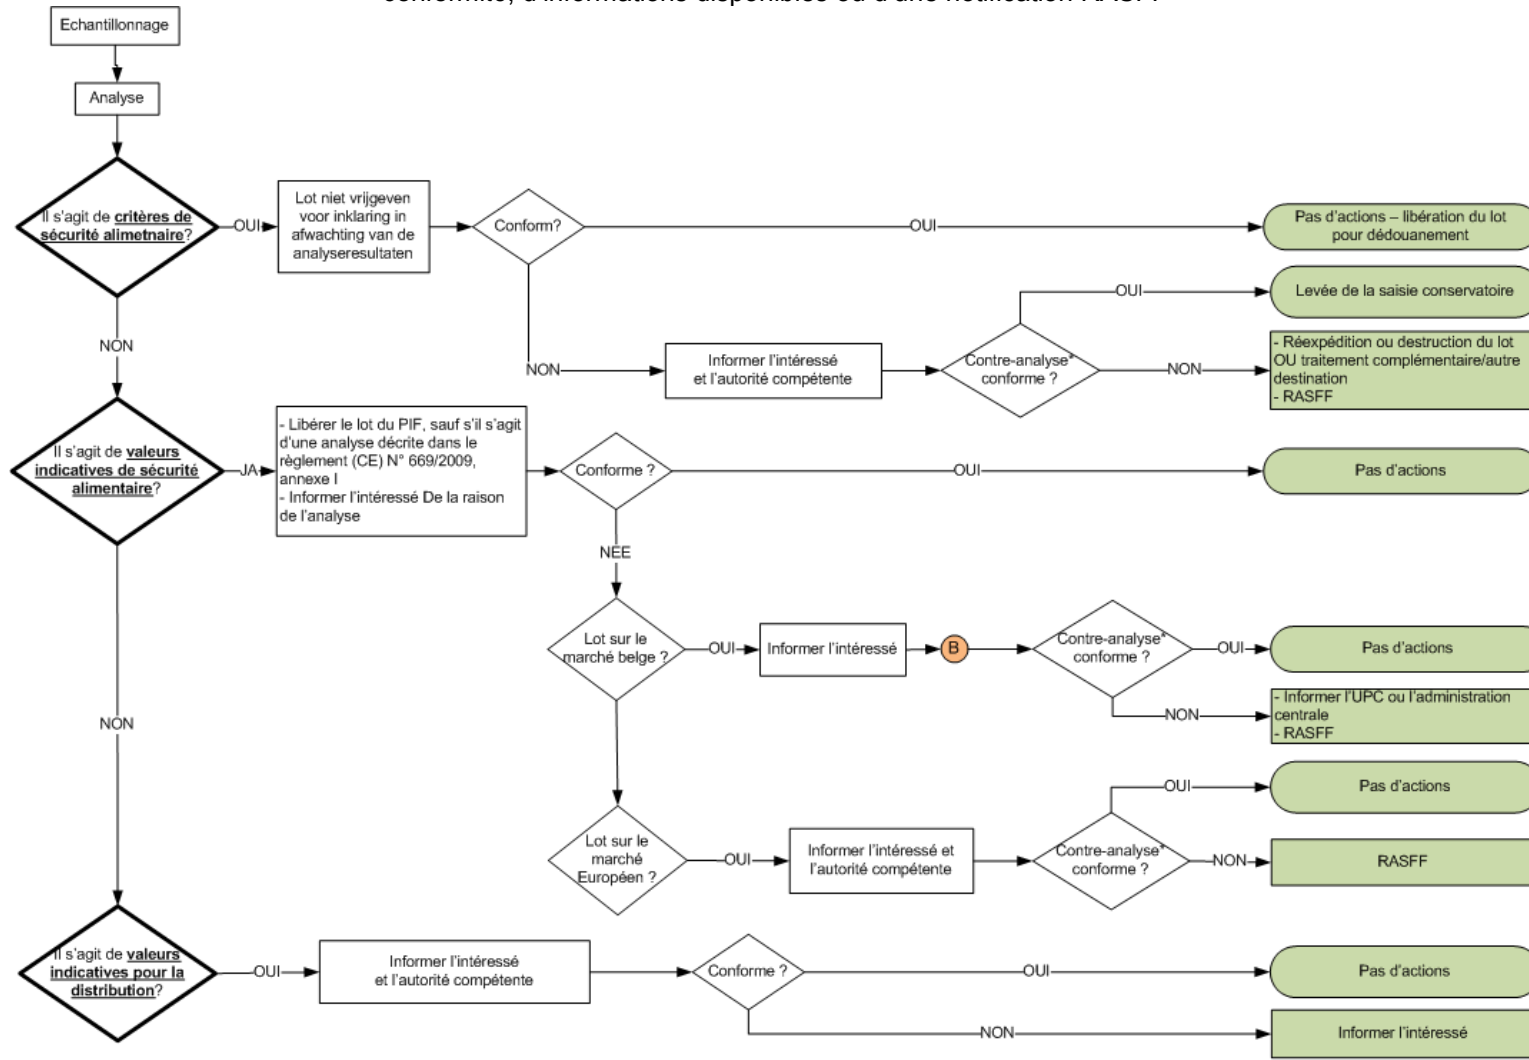 conformité, d'informations disponibles ou d'une notification RASFF
Echantillonnage
Analyse
Il s'agit de critères de
sécurité alimetnaire?
OUI
Lot niet vrijgeven
voor inklaring in
afwachting van de
analyseresultaten
Conform?
OUI
Pas d'actions – libération du lot
pour dédouanement
NON
Informer l'intéressé
et l'autorité compétente
Contre-analyse*
conforme ?
OUI
Levée de la saisie conservatoire
NON
- Réexpédition ou destruction du lot
OU traitement complémentaire/autre
destination
- RASFF
NON
Il s'agit de valeurs
indicatives de sécurité
alimentaire?
JA
- Libérer le lot du PIF, sauf s'il s'agit
d'une analyse décrite dans le
règlement (CE) N° 669/2009,
annexe I
- Informer l'intéressé De la raison
de l'analyse
Conforme ?
OUI
Pas d'actions
NEE
Lot sur le
marché belge ?
OUI
Informer l'intéressé
B
Contre-analyse*
conforme ?
OUI
Pas d'actions
NON
- Informer l'UPC ou l'administration
centrale
- RASFF
Lot sur le
marché
Européen ?
OUI
Informer l'intéressé et
l'autorité compétente
Contre-analyse*
conforme ?
OUI
Pas d'actions
NON
RASFF
NON
Il s'agit de valeurs
indicatives pour la
distribution?
OUI
Informer l'intéressé
et l'autorité compétente
Conforme ?
OUI
Pas d'actions
NON
Informer l'intéressé